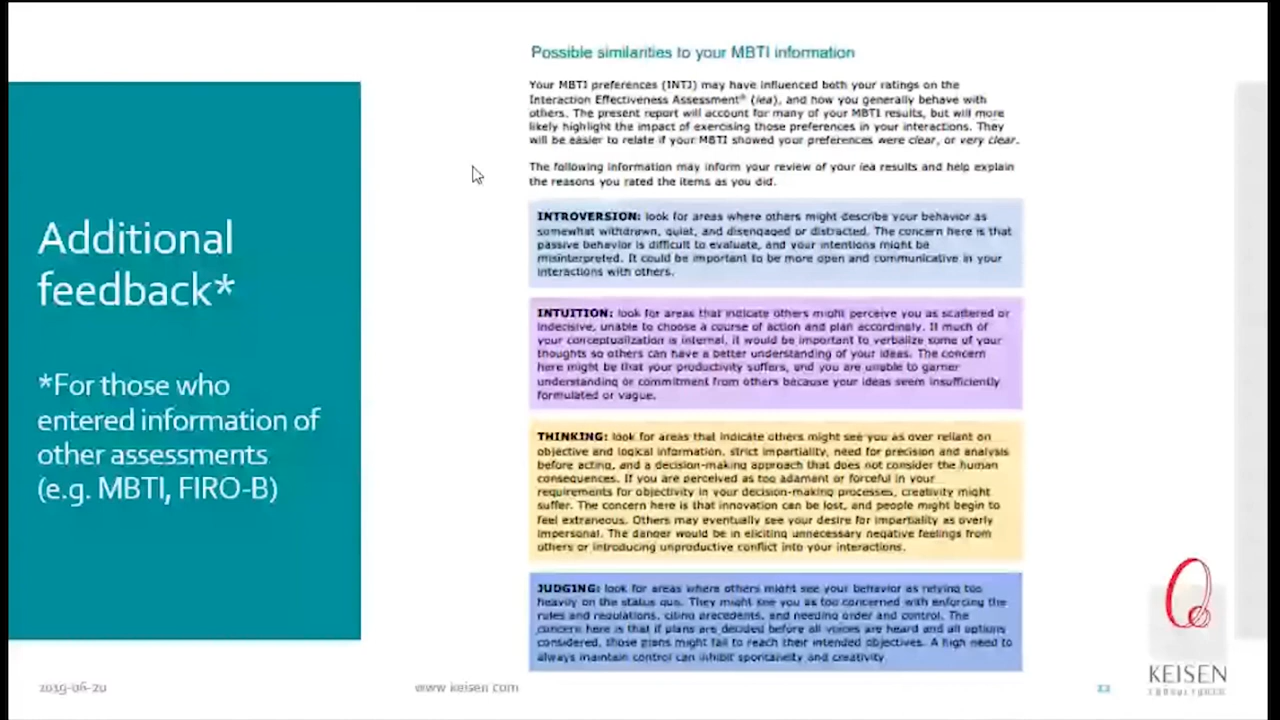 Additional
feedback*
*For those who
entered information of
other assessments
(e.g. MBTI, FIRO-B)
Possible similarities to your MBTI information
Your MBTI preferences (INTJ) may have influenced both your ratings on the
Interaction Effectiveness Assessment® (iea), and how you generally behave with
others. The present report will account for many of your MBTI results, but will more
likely highlight the impact of exercising those preferences in your interactions. They
will be easier to relate if your MBTI showed your preferences were clear, or very clear.
The following information may inform your review of your iea results and help explain
the reasons you rated the items as you did.
INTROVERSION: look for areas where others might describe your behavior as
somewhat withdrawn, quiet, and disengaged or distracted. The concern here is that
passive behavior is difficult to evaluate, and your intentions might be
misinterpreted. It could be important to be more open and communicative in your
interactions with others.
INTUITION: look for areas that indicate others might perceive you as scattered or
indecisive, unable to choose a course of action and plan accordingly. If much of
your conceptualization is internal, it would be important to verbalize some of your
thoughts so others can have a better understanding of your ideas. The concern
here might be that your productivity suffers, and you are unable to garner
understanding or commitment from others because your ideas seem insufficiently
formulated or vague.
THINKING: look for areas that indicate others might see you as over reliant on
objective and logical information, strict impartiality, need for precision and analysis
before acting, and a decision-making approach that does not consider the human
consequences. If you are perceived as too adamant or forceful in your
requirements for objectivity in your decision-making processes, creativity might
suffer. The concern here is that innovation can be lost, and people might begin to
feel extraneous. Others may eventually see your desire for impartiality as overly
impersonal. The danger would be in eliciting unnecessary negative feelings from
others or introducing unproductive conflict into your interactions.
JUDGING: look for areas where others might see your behavior as relying too
heavily on the status quo. They might see you as too concerned with enforcing the
rules and regulations, citing precedents, and needing order and control. The
concern here is that if plans are decided before all voices are heard and all options
considered, those plans might fail to reach their intended objectives. A high need to
always maintain control can inhibit spontaneity and creativity.
2019-06-20
www keisen com
KEISEN